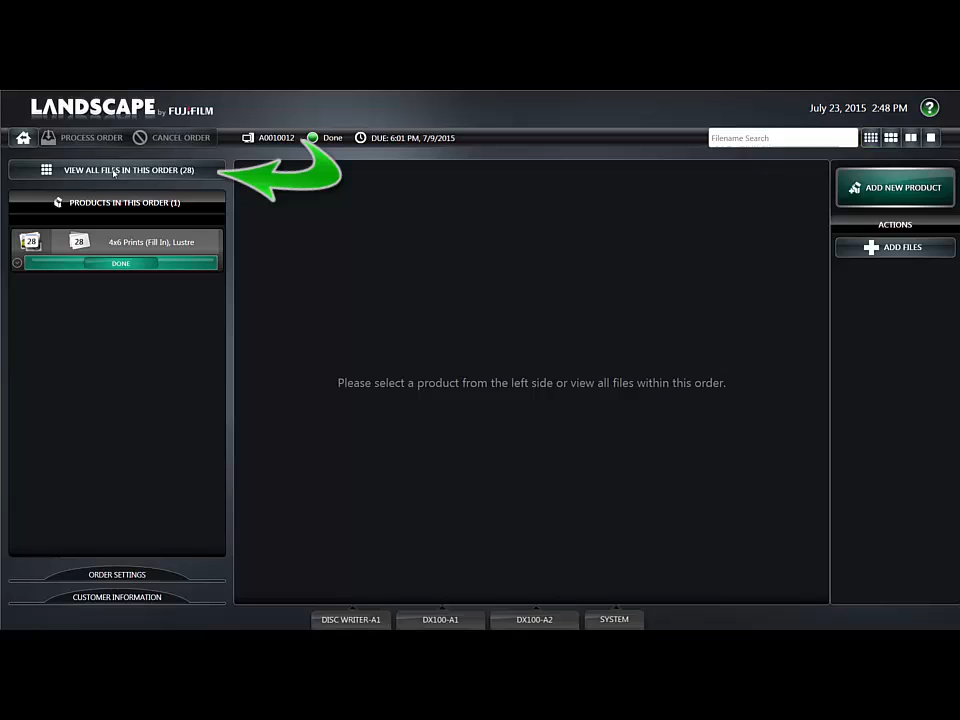 LANDSCAPE by FUJIFILM
July 23, 2015 2:48 PM
?
PROCESS ORDER
CANCEL ORDER
A0010012
Done
DUE: 6:01 PM, 7/9/2015
Filename Search
VIEW ALL FILES IN THIS ORDER (28)
PRODUCTS IN THIS ORDER (1)
28
28
4x6 Prints (Fill In), Lustre
DONE
Please select a product from the left side or view all files within this order.
ADD NEW PRODUCT
ACTIONS
ADD FILES
ORDER SETTINGS
CUSTOMER INFORMATION
DISC WRITER-A1
DX100-A1
DX100-A2
SYSTEM